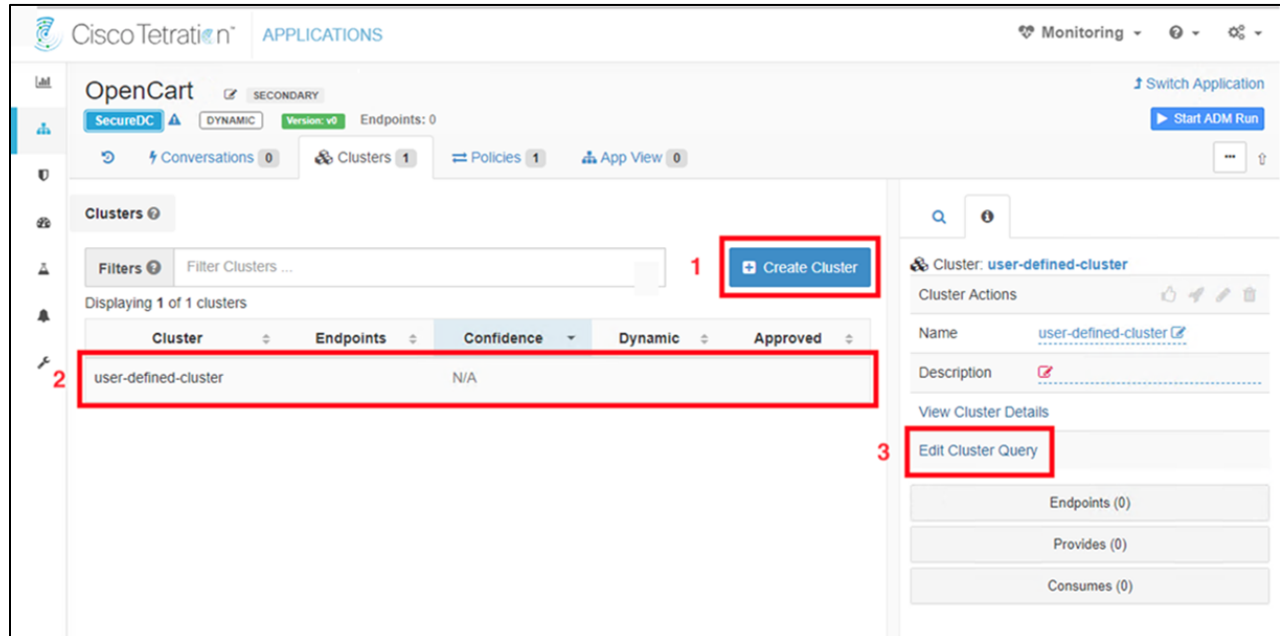 Cisco Tetration™ APPLICATIONS Monitoring
OpenCart SECONDARY Switch Application
SecureDC DYNAMIC Version: v0 Endpoints: 0 Start ADM Run
Conversations 0 Clusters 1 Policies 1 App View 0
Clusters
Filters Filter Clusters ... 1 Create Cluster
Displaying 1 of 1 clusters
Cluster Endpoints Confidence Dynamic Approved
2 user-defined-cluster N/A
Cluster: user-defined-cluster
Cluster Actions
Name user-defined-cluster
Description
View Cluster Details
3 Edit Cluster Query
Endpoints (0)
Provides (0)
Consumes (0)